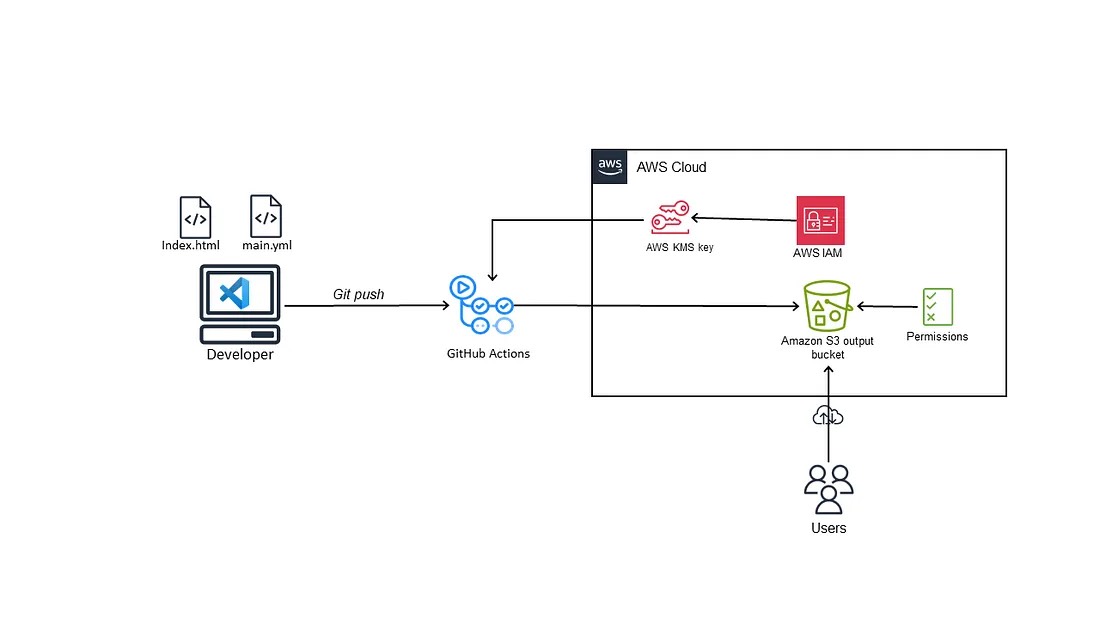 aws
AWS Cloud
Index.html
main.yml
AWS KMS key
AWS IAM
Git push
Developer
GitHub Actions
Amazon S3 output
bucket
Permissions
Users